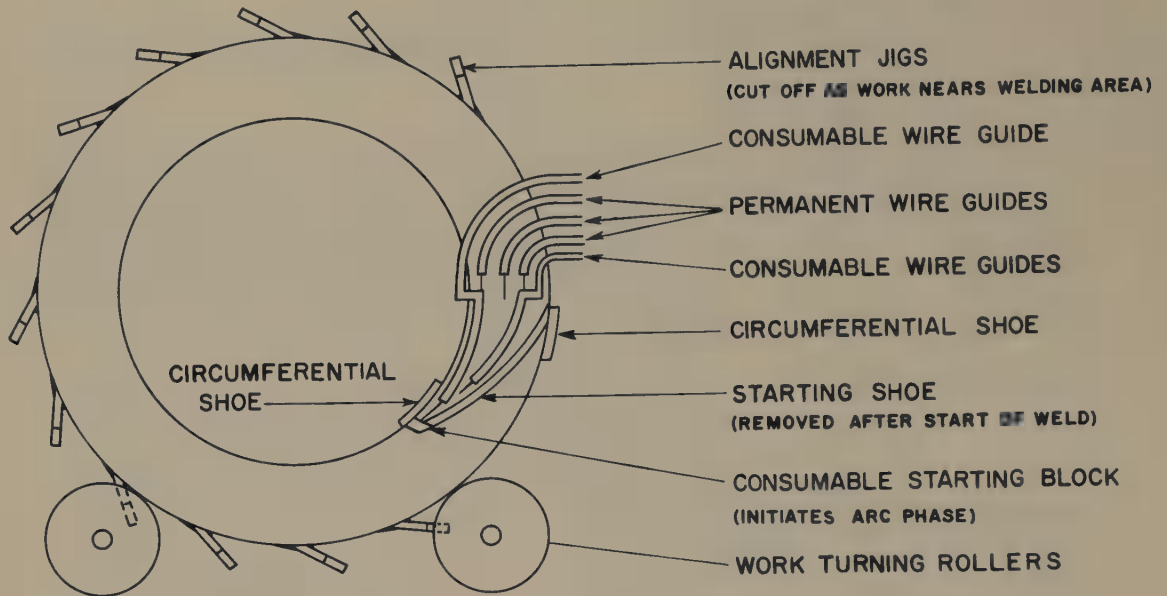 ALIGNMENT JIGS
(CUT OFF WORK NEARS WELDING AREA)
CONSUMABLE WIRE GUIDE
PERMANENT WIRE GUIDES
CONSUMABLE WIRE GUIDES
CIRCUMFERENTIAL SHOE
CIRCUMFERENTIAL
SHOE
STARTING SHOE
(REMOVED AFTER START OF WELD)
CONSUMABLE STARTING BLOCK
(INITIATES ARC PHASE)
WORK TURNING ROLLERS